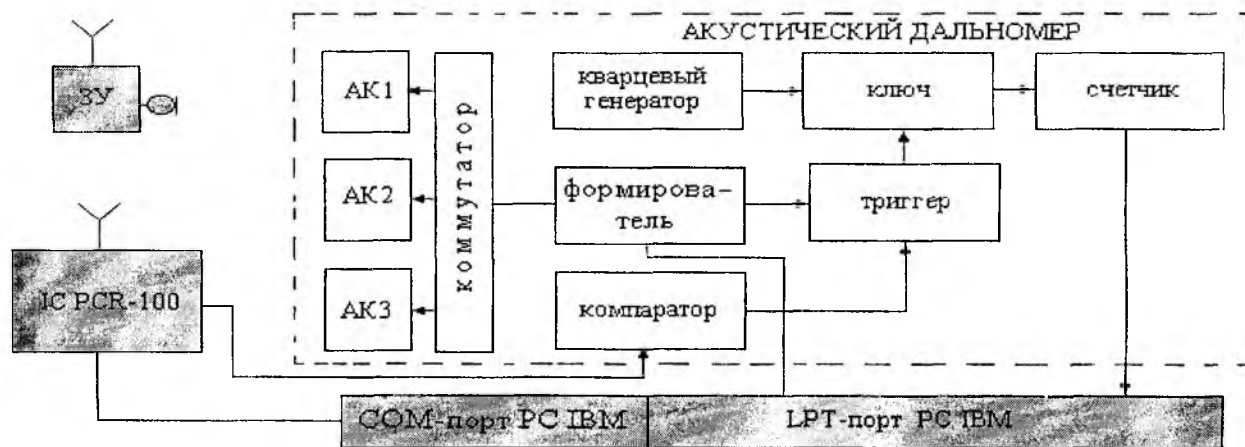 АКУСТИЧЕСКИЙ ДАЛЬНОМЕР
ЗУ
АК1
АК2
АК3
коммутатор
кварцевый
генератор
ключ
счетчик
формирова-
тель
триггер
компаратор
IC PCR-100
COM-порт PC IBM
LPT-порт PC IBM